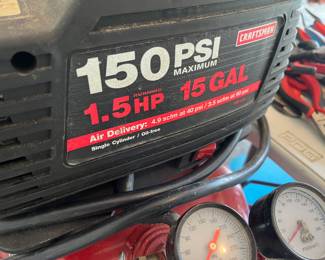 CRAFTSMAN
150 PSI
MAXIMUM
RUNNING
1.5 HP 15 GAL
Air Delivery: 4.9 scfm at 40 psi / 3.5 scfm at 90 psi
Single Cylinder / Oil-free